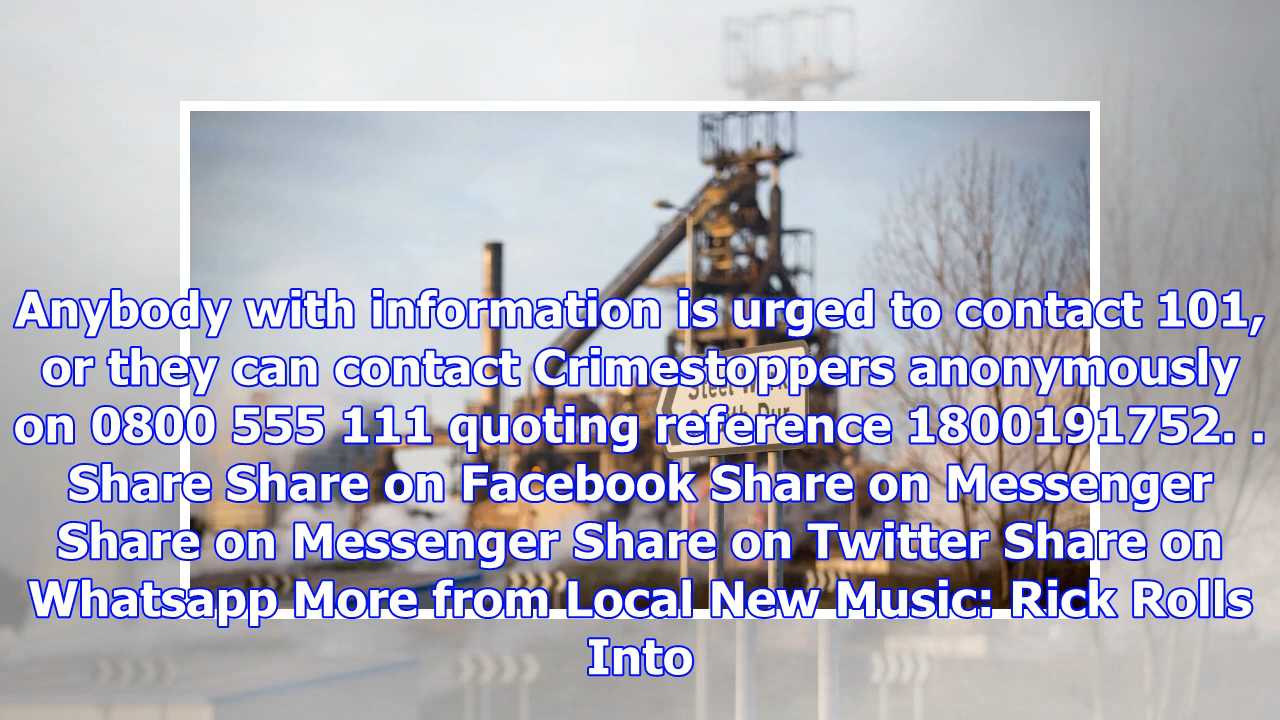 Anybody with information is urged to contact 101,
or they can contact Crimestoppers anonymously
on 0800 555 111 quoting reference 1800191752. .
Share Share on Facebook Share on Messenger
Share on Messenger Share on Twitter Share on
Whatsapp More from Local New Music: Rick Rolls
Into
Steel